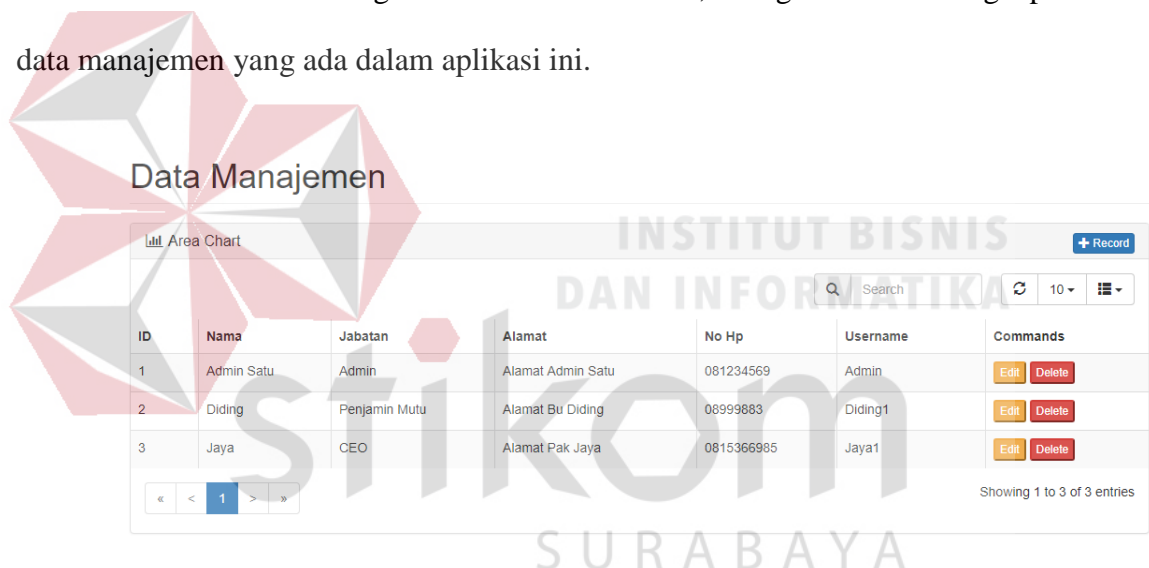 data manajemen yang ada dalam aplikasi ini.
Data Manajemen
Area Chart
+ Record
INSTITUT BISNIS
DAN INFORMATIKA
Search
10
ID Nama Jabatan Alamat No Hp Username Commands
1 Admin Satu Admin Alamat Admin Satu 081234569 Admin Edit Delete
2 Diding Penjamin Mutu Alamat Bu Diding 08999883 Diding1 Edit Delete
3 Jaya CEO Alamat Pak Jaya 0815366985 Jaya1 Edit Delete
stikom
« < 1 > »
Showing 1 to 3 of 3 entries
SURABAYA